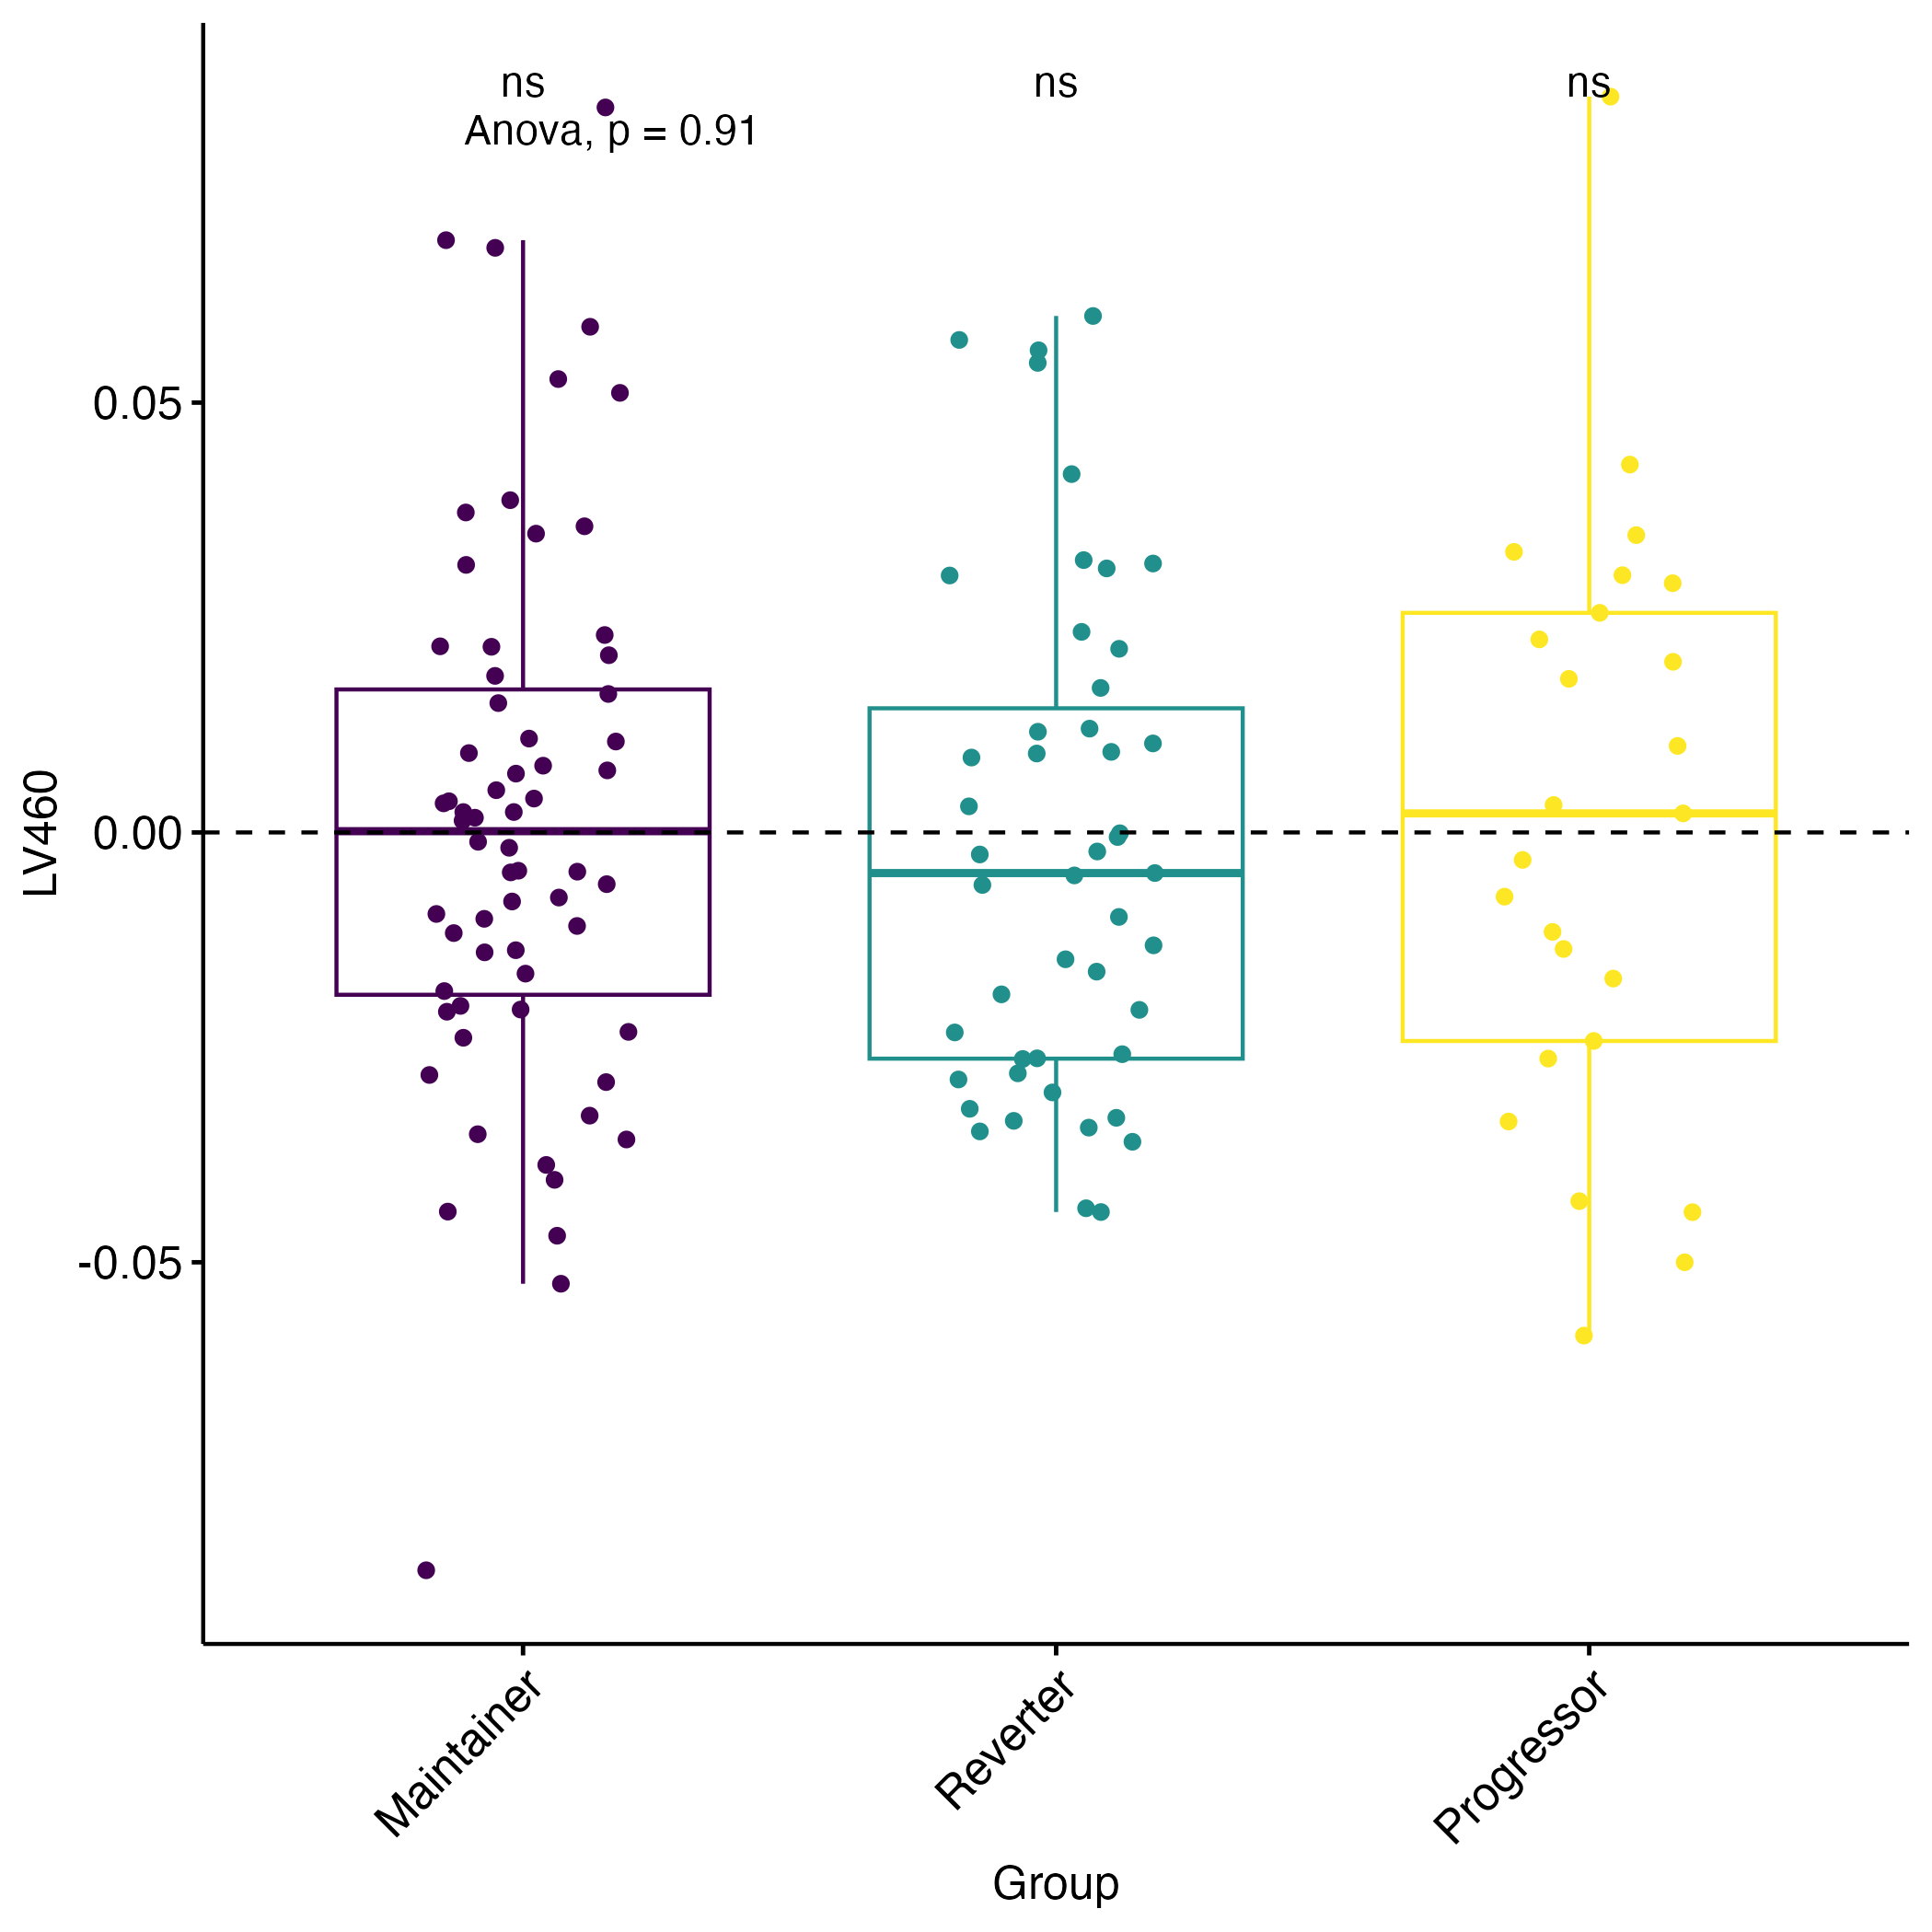 ns ns ns
Anova, p = 0.91
LV460
0.05
0.00
-0.05
Maintainer
Reverter
Progressor
Group